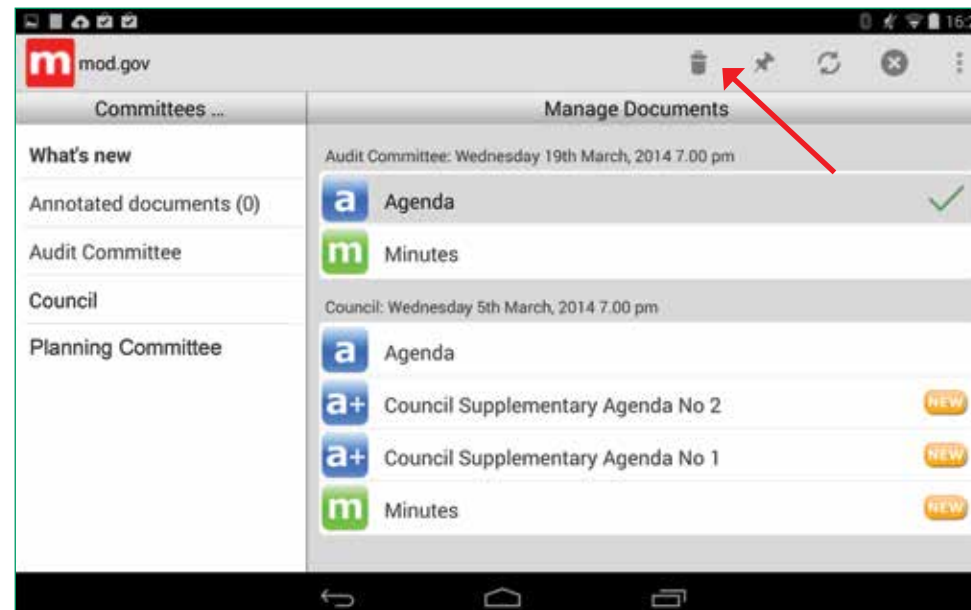 16:
m mod.gov
Committees ...
Manage Documents
What's new
Annotated documents (0)
Audit Committee
Council
Planning Committee
Audit Committee: Wednesday 19th March, 2014 7.00 pm
a Agenda
m Minutes
Council: Wednesday 5th March, 2014 7.00 pm
a Agenda
a+ Council Supplementary Agenda No 2 NEW
a+ Council Supplementary Agenda No 1 NEW
m Minutes NEW